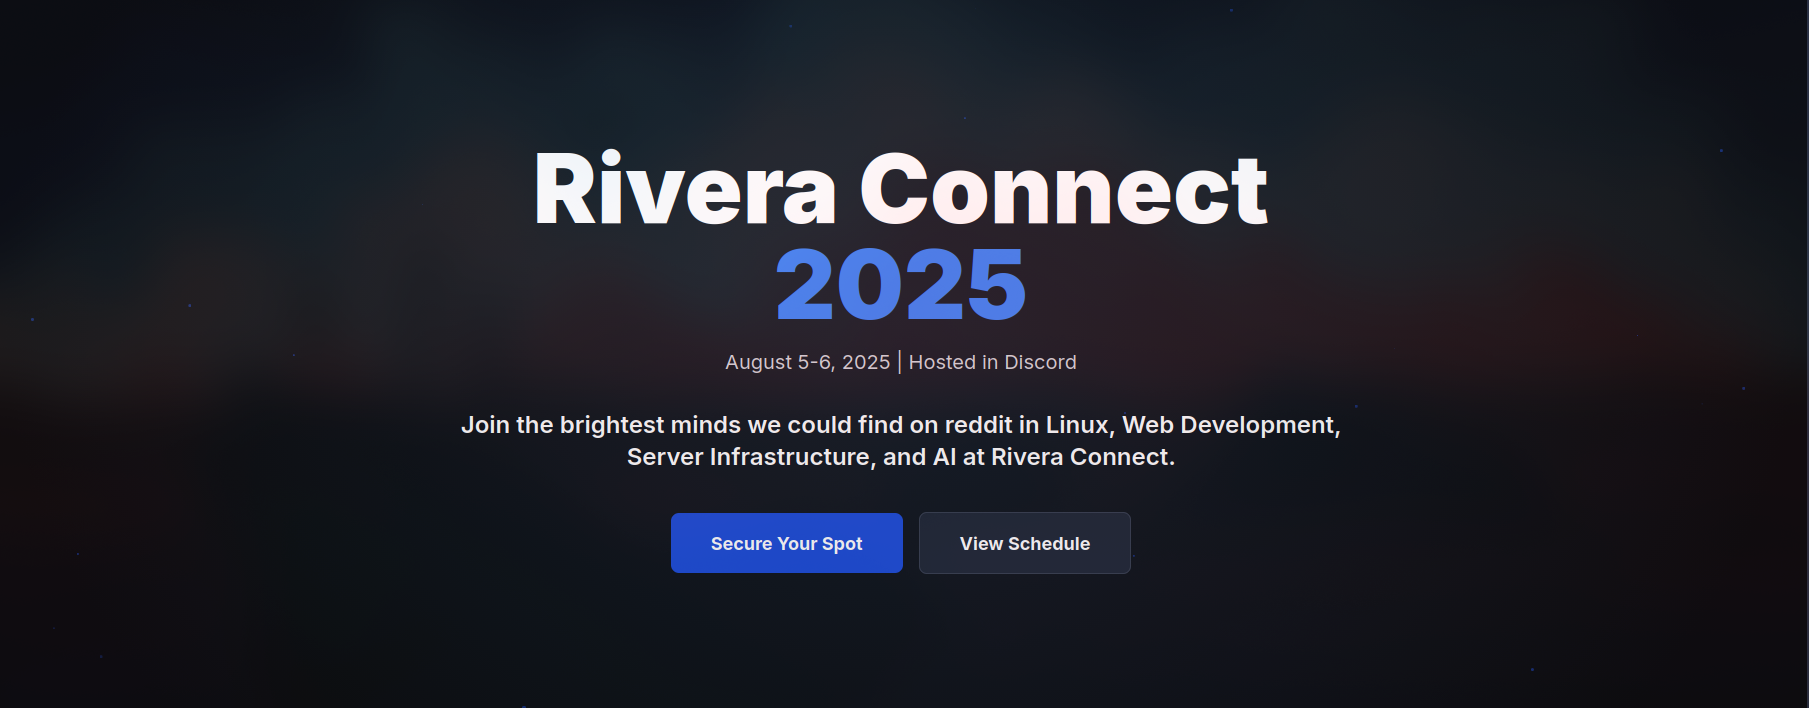 Rivera Connect
2025
August 5-6, 2025 | Hosted in Discord
Join the brightest minds we could find on reddit in Linux, Web Development,
Server Infrastructure, and AI at Rivera Connect.
Secure Your Spot
View Schedule